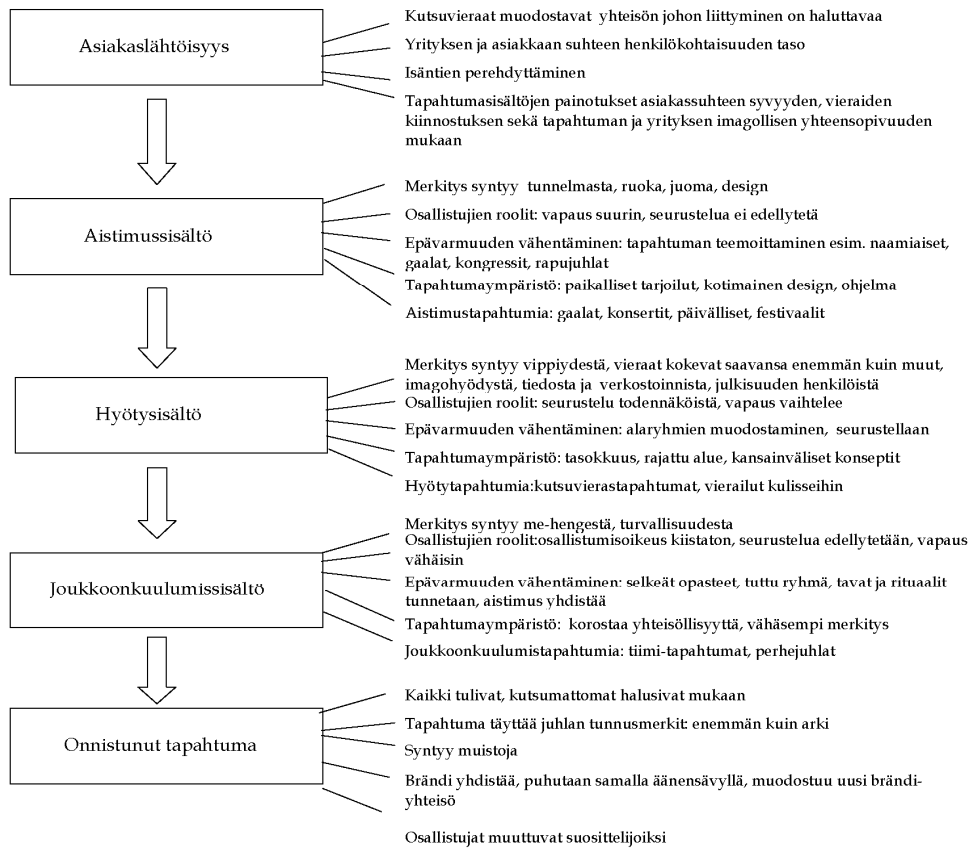 Asiakaslähtöisyys
Kutsuvieraat muodostavat yhteisön johon liittyminen on haluttavaa
Yrityksen ja asiakkaan suhteen henkilökohtaisuuden taso
Isäntien perehdyttäminen
Tapahtumasisältöjen painotukset asiakassuhteen syvyyden, vieraiden
kiinnostuksen sekä tapahtuman ja yrityksen imagollisen yhteensopivuuden
mukaan
Aistimussisältö
Merkitys syntyy tunnelmasta, ruoka, juoma, design
Osallistujien roolit: vapaus suurin, seurustelua ei edellytetä
Epävarmuuden vähentäminen: tapahtuman teemoittaminen esim. naamiaiset,
gaalat, kongressit, rapujuhlat
Tapahtumaympäristö: paikalliset tarjoilut, kotimainen design, ohjelma
Aistimustapahtumia: gaalat, konsertit, päivälliset, festivaalit
Hyötysisältö
Merkitys syntyy vippiydestä, vieraat kokevat saavansa enemmän kuin muut,
imagohyödystä, tiedosta ja verkostoinnista, julkisuuden henkilöistä
Osallistujien roolit: seurustelu todennäköistä, vapaus vaihtelee
Epävarmuuden vähentäminen: alaryhmien muodostaminen, seurustellaan
Tapahtumaympäristö: tasokkuus, rajattu alue, kansainväliset konseptit
Hyötytapahtumia:kutsuvierastapahtumat, vierailut kulisseihin
Joukkoonkuulumissisältö
Merkitys syntyy me-hengestä, turvallisuudesta
Osallistujien roolit:osallistumisoikeus kiistaton, seurustelua edellytetään, vapaus
vähäisin
Epävarmuuden vähentäminen: selkeät opasteet, tuttu ryhmä, tavat ja rituaalit
tunnetaan, aistimus yhdistää
Tapahtumaympäristö: korostaa yhteisöllisyyttä, vähäsempi merkitys
Joukkoonkuulumistapahtumia: tiimi-tapahtumat, perhejuhlat
Onnistunut tapahtuma
Kaikki tulivat, kutsumattomat halusivat mukaan
Tapahtuma täyttää juhlan tunnusmerkit: enemmän kuin arki
Syntyy muistoja
Brändi yhdistää, puhutaan samalla äänensävyllä, muodostuu uusi brändi-
yhteisö
Osallistujat muuttuvat suosittelijoiksi